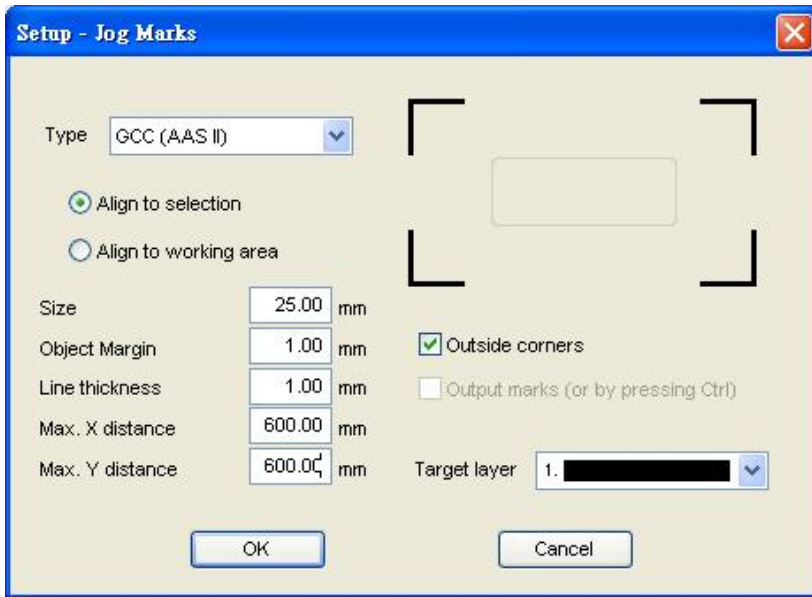 Setup - Jog Marks
Type GCC (AAS II)
Align to selection
Align to working area
Size 25.00 mm
Object Margin 1.00 mm
Line thickness 1.00 mm
Max. X distance 600.00 mm
Max. Y distance 600.00 mm
Outside corners
Output marks (or by pressing Ctrl)
Target layer 1.
OK
Cancel